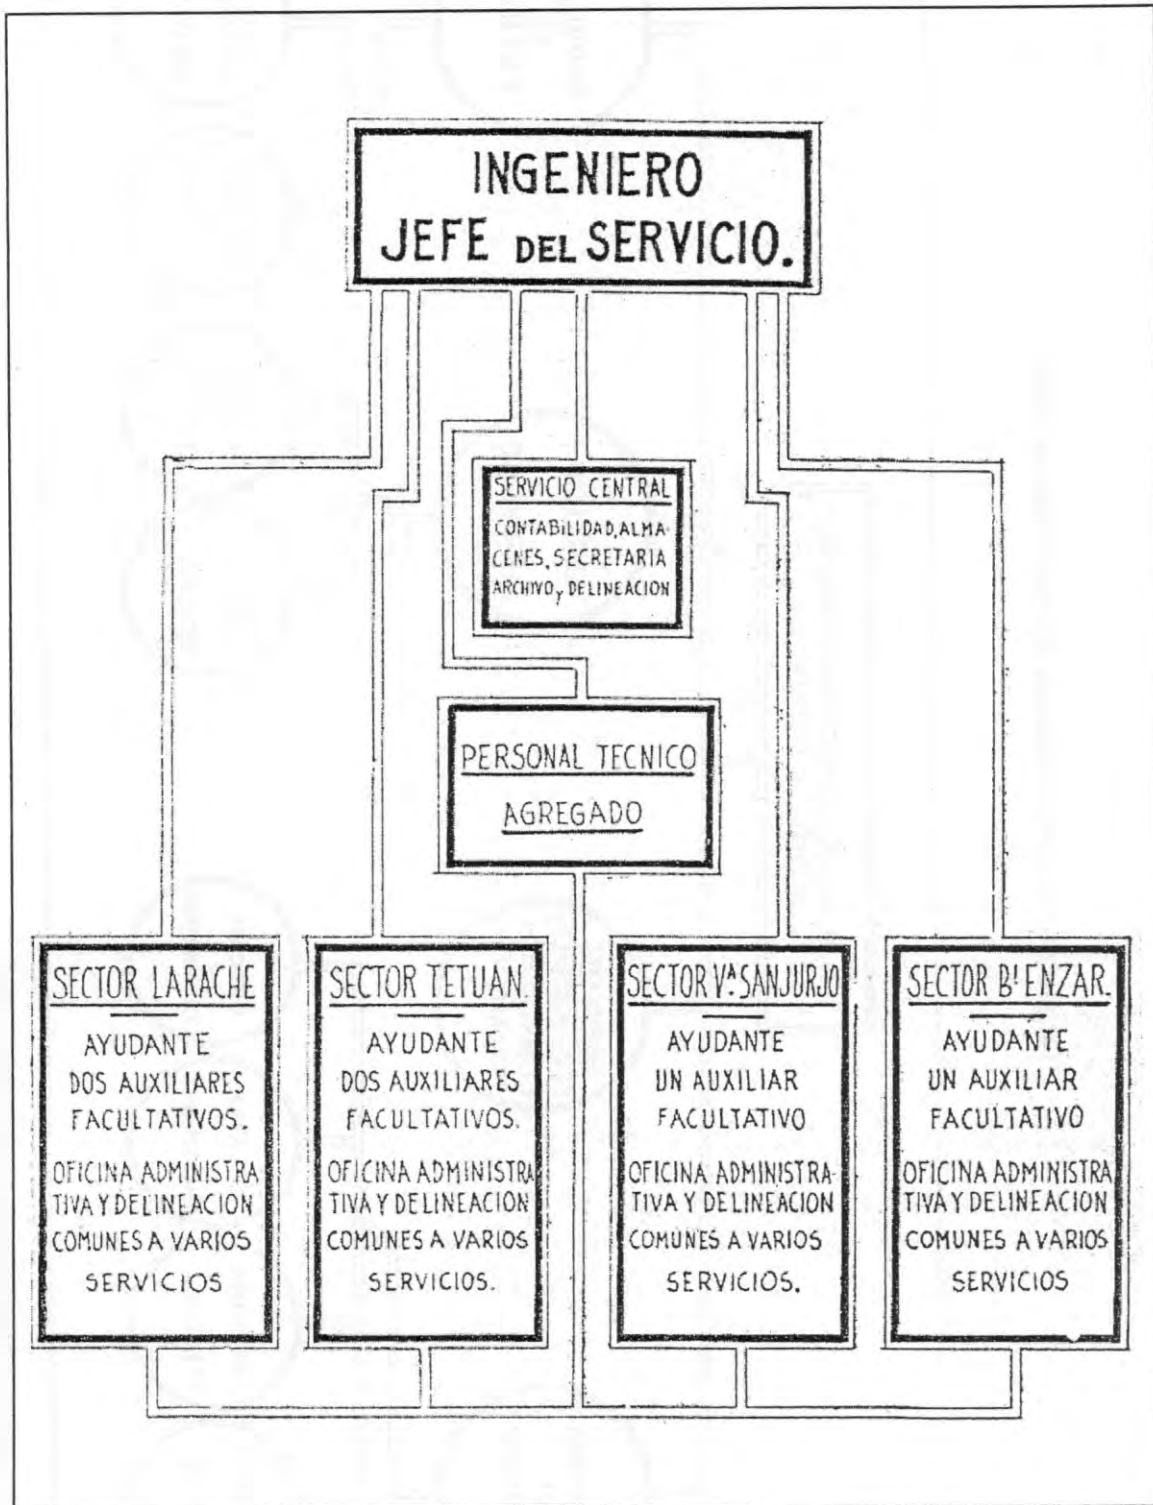 INGENIERO
JEFE DEL SERVICIO.
SERVICIO CENTRAL
CONTABILIDAD, ALMA-
CENES, SECRETARIA
ARCHIVO y DELINEACION
PERSONAL TECNICO
AGREGADO
SECTOR LARACHE
AYUDANTE
DOS AUXILIARES
FACULTATIVOS.
OFICINA ADMINISTRA
TIVA Y DELINEACION
COMUNES A VARIOS
SERVICIOS
SECTOR TETUAN.
AYUDANTE
DOS AUXILIARES
FACULTATIVOS.
OFICINA ADMINISTRA
TIVA Y DELINEACION
COMUNES A VARIOS
SERVICIOS.
SECTOR Vª. SANJURJO
AYUDANTE
UN AUXILIAR
FACULTATIVO
OFICINA ADMINISTRA-
TIVA Y DELINEACION
COMUNES A VARIOS
SERVICIOS.
SECTOR Bⁱ ENZAR.
AYUDANTE
UN AUXILIAR
FACULTATIVO
OFICINA ADMINISTRA
TIVA Y DELINEACION
COMUNES A VARIOS
SERVICIOS